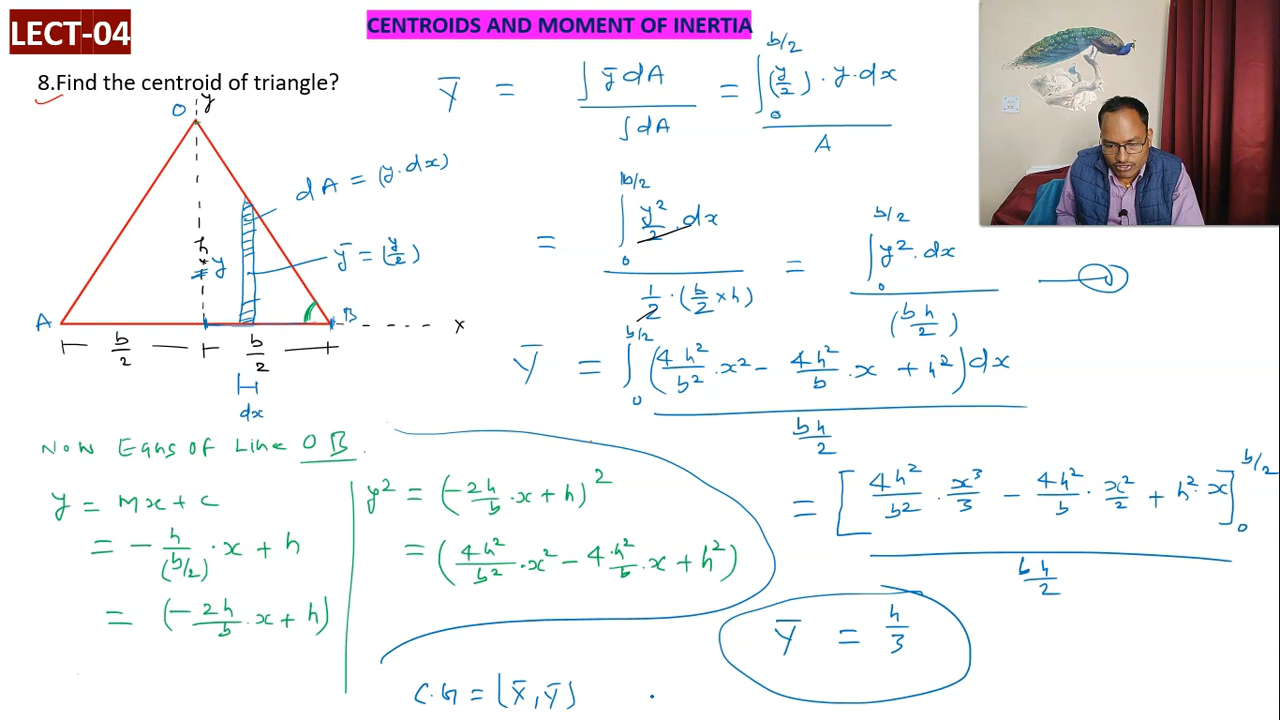 LECT-04
CENTROIDS AND MOMENT OF INERTIA
8.Find the centroid of triangle?
O
y
h
y
A
B
x
b/2
b/2
dx
dA = (y.dx)
ȳ = (y/2)
Ȳ = ∫ȳ dA / ∫dA = ∫₀^{b/2} (y/2) . y.dx / A
= ∫₀^{b/2} y²/2 . dx / 1/2 . (b/2 × h) = ∫₀^{b/2} y² . dx / (bh/2) — ①
Ȳ = ∫₀^{b/2} (4h²/b² . x² − 4h²/b . x + h²) dx / bh/2
= [4h²/b² . x³/3 − 4h²/b . x²/2 + h² . x]₀^{b/2} / bh/2
Ȳ = h/3
Now Eqns of Line OB.
y = mx + c
= − h/(b/2) . x + h
= (− 2h/b . x + h)
y² = (−2h/b . x + h)²
= (4h²/b² . x² − 4.h²/b . x + h²)
C.G = (X̄, Ȳ)